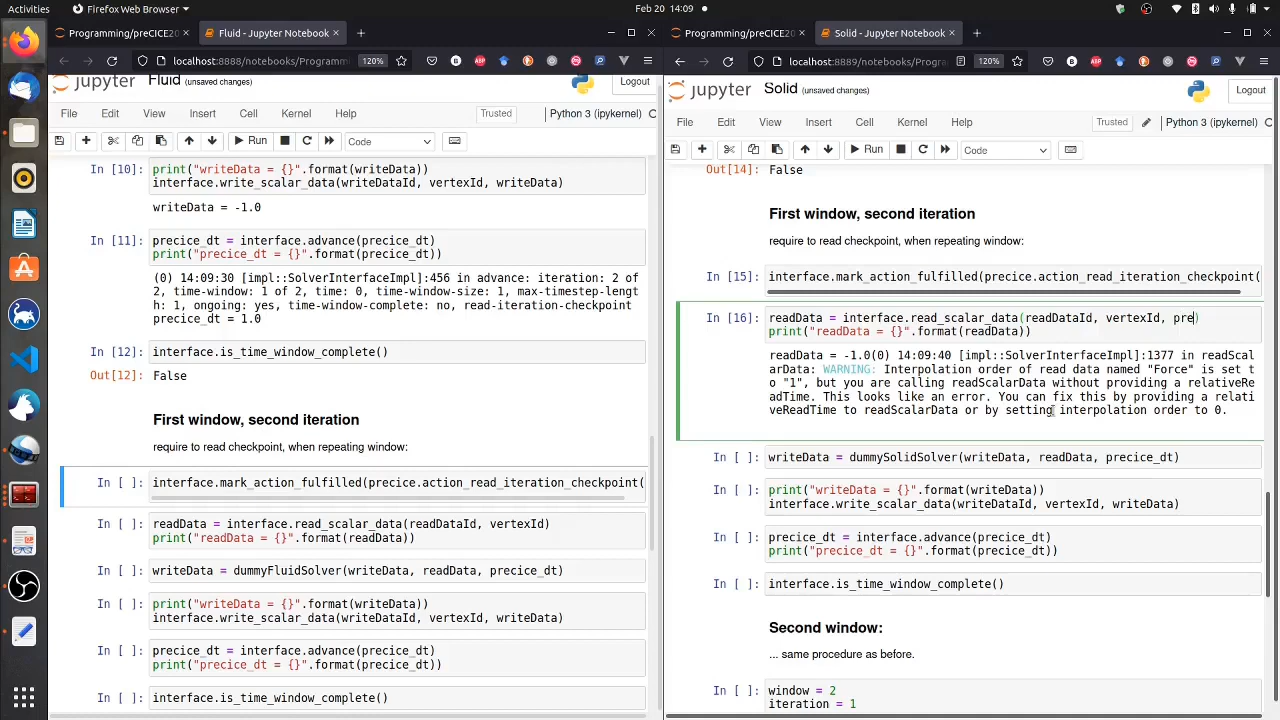 Activities
Firefox Web Browser
Feb 20 14:09
Programming/preCICE20
Fluid - Jupyter Notebook
localhost:8888/notebooks/Programm
120%
jupyter
Fluid (unsaved changes)
Logout
File Edit View Insert Cell Kernel Help
Trusted
Python 3 (ipykernel)
Run
Code
In [10]:
print("writeData = {}".format(writeData))
interface.write_scalar_data(writeDataId, vertexId, writeData)
writeData = -1.0
In [11]:
precice_dt = interface.advance(precice_dt)
print("precice_dt = {}".format(precice_dt))
(0) 14:09:30 [impl::SolverInterfaceImpl]:456 in advance: iteration: 2 of
2, time-window: 1 of 2, time: 0, time-window-size: 1, max-timestep-lengt
h: 1, ongoing: yes, time-window-complete: no, read-iteration-checkpoint
precice_dt = 1.0
In [12]:
interface.is_time_window_complete()
Out[12]:
False
First window, second iteration
require to read checkpoint, when repeating window:
In [ ]:
interface.mark_action_fulfilled(precice.action_read_iteration_checkpoint(
In [ ]:
readData = interface.read_scalar_data(readDataId, vertexId)
print("readData = {}".format(readData))
In [ ]:
writeData = dummyFluidSolver(writeData, readData, precice_dt)
In [ ]:
print("writeData = {}".format(writeData))
interface.write_scalar_data(writeDataId, vertexId, writeData)
In [ ]:
precice_dt = interface.advance(precice_dt)
print("precice_dt = {}".format(precice_dt))
In [ ]:
interface.is_time_window_complete()
Programming/preCICE20
Solid - Jupyter Notebook
localhost:8889/notebooks/Progra
120%
jupyter
Solid (unsaved changes)
Logout
File Edit View Insert Cell Kernel Help
Trusted
Python 3 (ipykernel)
Run
Code
Out[14]:
False
First window, second iteration
require to read checkpoint, when repeating window:
In [15]:
interface.mark_action_fulfilled(precice.action_read_iteration_checkpoint(
In [16]:
readData = interface.read_scalar_data(readDataId, vertexId, pre)
print("readData = {}".format(readData))
readData = -1.0(0) 14:09:40 [impl::SolverInterfaceImpl]:1377 in readScal
arData: WARNING: Interpolation order of read data named "Force" is set t
o "1", but you are calling readScalarData without providing a relativeRe
adTime. This looks like an error. You can fix this by providing a relati
veReadTime to readScalarData or by setting interpolation order to 0.
In [ ]:
writeData = dummySolidSolver(writeData, readData, precice_dt)
In [ ]:
print("writeData = {}".format(writeData))
interface.write_scalar_data(writeDataId, vertexId, writeData)
In [ ]:
precice_dt = interface.advance(precice_dt)
print("precice_dt = {}".format(precice_dt))
In [ ]:
interface.is_time_window_complete()
Second window:
... same procedure as before.
In [ ]:
window = 2
iteration = 1